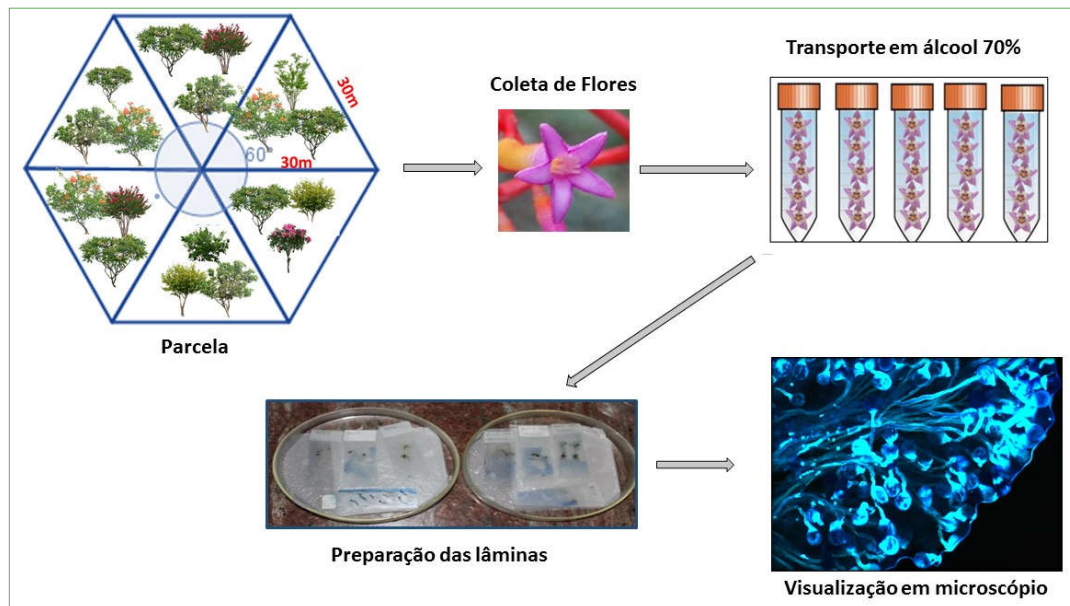 30m
60°
30m
Parcela
Coleta de Flores
Transporte em álcool 70%
Preparação das lâminas
Visualização em microscópio